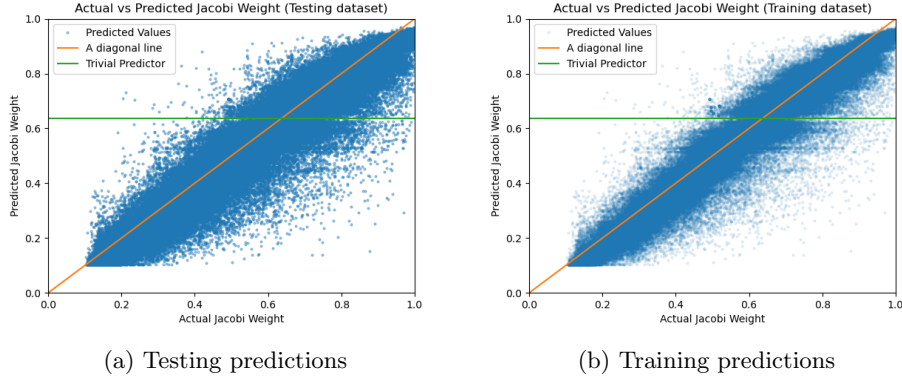 Actual vs Predicted Jacobi Weight (Testing dataset)
1.0
0.8
0.6
0.4
0.2
0.0
Predicted Jacobi Weight
Predicted Values
A diagonal line
Trivial Predictor
0.0 0.2 0.4 0.6 0.8 1.0
Actual Jacobi Weight
(a) Testing predictions
Actual vs Predicted Jacobi Weight (Training dataset)
1.0
0.8
0.6
0.4
0.2
0.0
Predicted Jacobi Weight
Predicted Values
A diagonal line
Trivial Predictor
0.0 0.2 0.4 0.6 0.8 1.0
Actual Jacobi Weight
(b) Training predictions